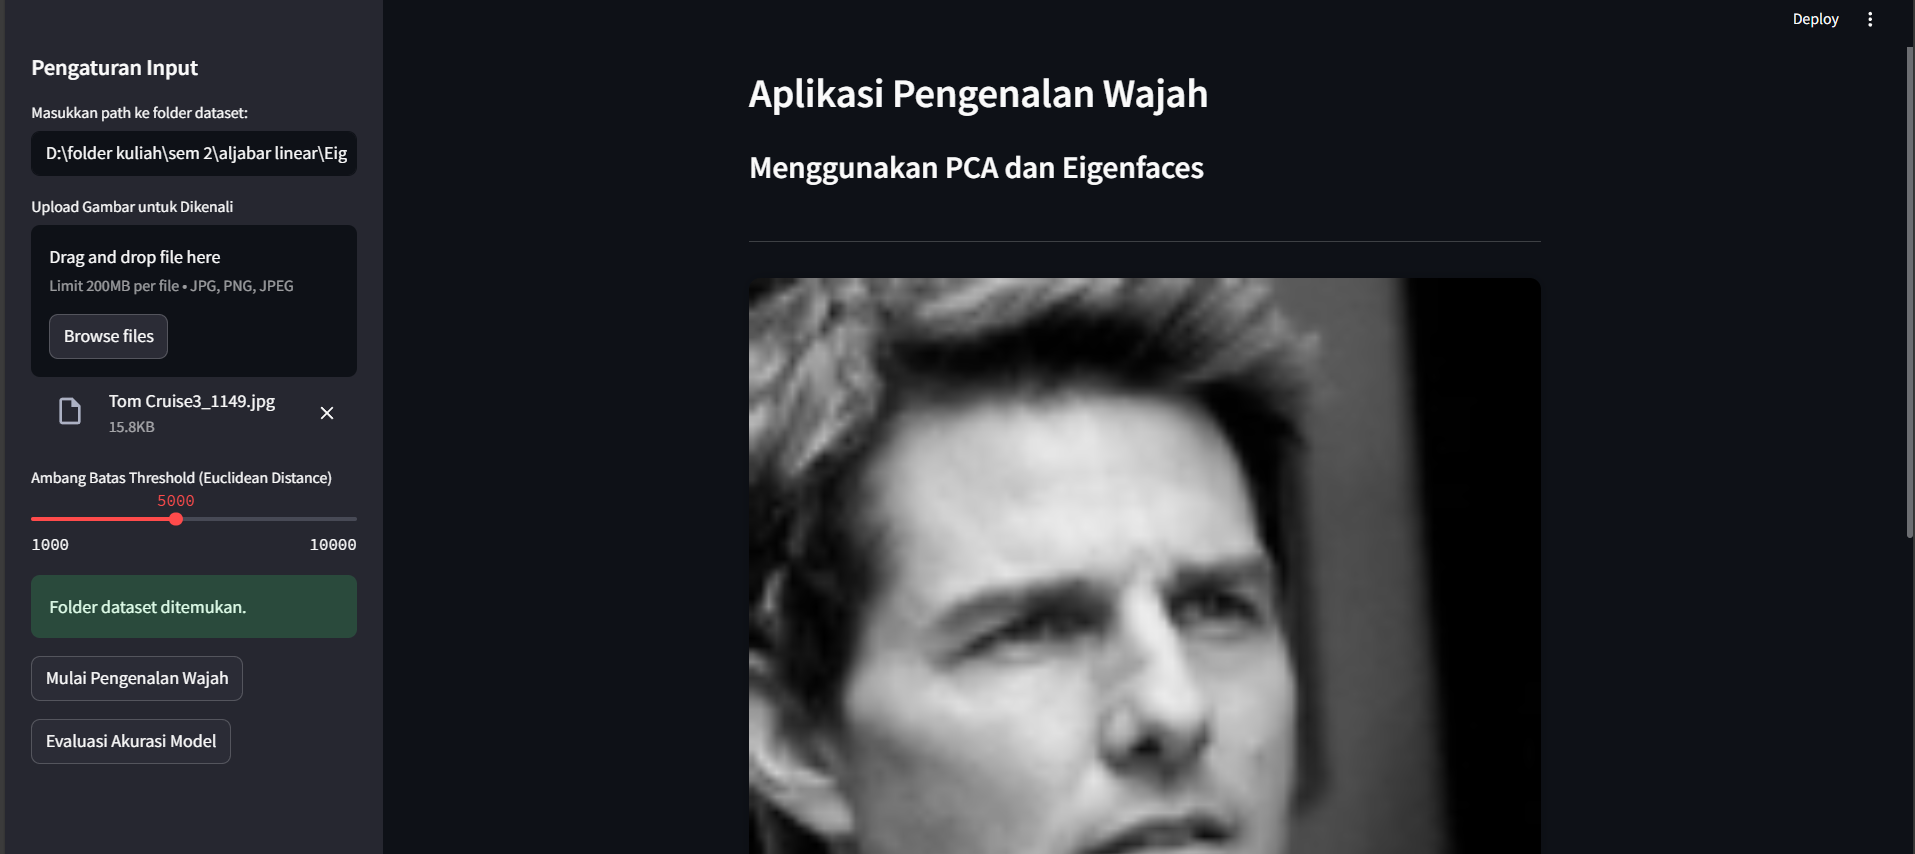 Deploy
Pengaturan Input
Masukkan path ke folder dataset:
D:\folder kuliah\sem 2\aljabar linear\Eig
Upload Gambar untuk Dikenali
Drag and drop file here
Limit 200MB per file • JPG, PNG, JPEG
Browse files
Tom Cruise3_1149.jpg
15.8KB
Ambang Batas Threshold (Euclidean Distance)
5000
1000 10000
Folder dataset ditemukan.
Mulai Pengenalan Wajah
Evaluasi Akurasi Model
Aplikasi Pengenalan Wajah
Menggunakan PCA dan Eigenfaces